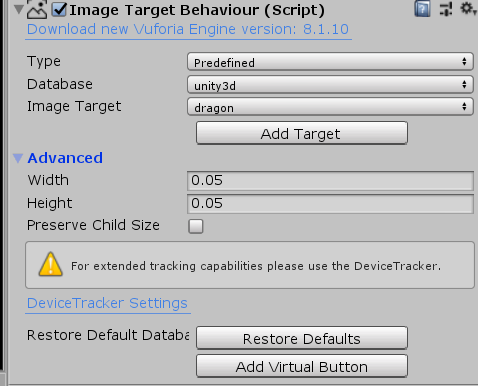 Image Target Behaviour (Script)
Download new Vuforia Engine version: 8.1.10
Type Predefined
Database unity3d
Image Target dragon
Add Target
Advanced
Width 0.05
Height 0.05
Preserve Child Size
For extended tracking capabilities please use the DeviceTracker.
DeviceTracker Settings
Restore Default Databa Restore Defaults
Add Virtual Button